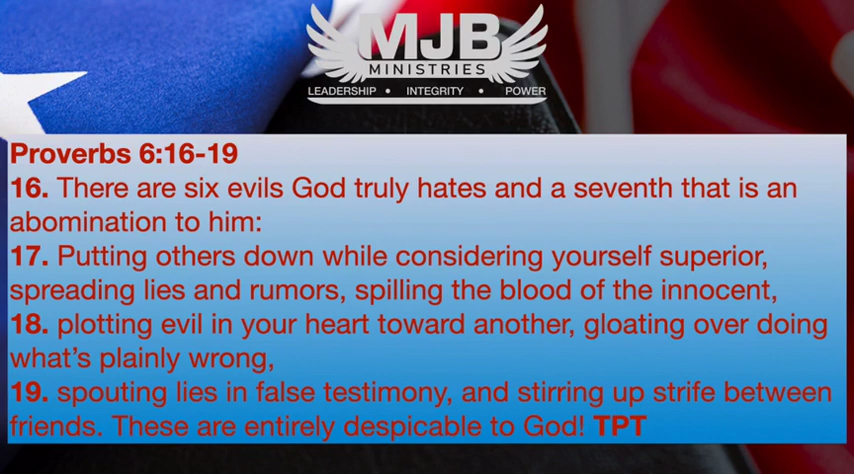 MJB
MINISTRIES
LEADERSHIP • INTEGRITY • POWER
Proverbs 6:16-19
16. There are six evils God truly hates and a seventh that is an
abomination to him:
17. Putting others down while considering yourself superior,
spreading lies and rumors, spilling the blood of the innocent,
18. plotting evil in your heart toward another, gloating over doing
what’s plainly wrong,
19. spouting lies in false testimony, and stirring up strife between
friends. These are entirely despicable to God! TPT